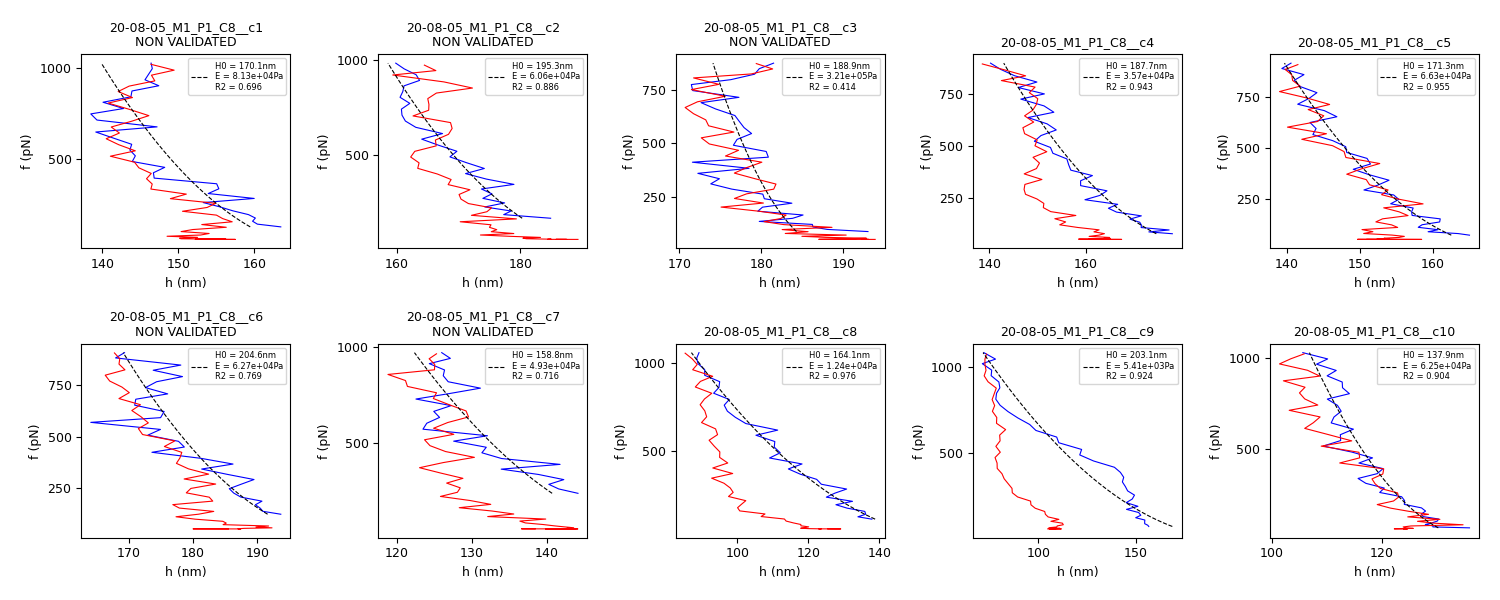 20-08-05_M1_P1_C8__c1
NON VALIDATED
H0 = 170.1nm
E = 8.13e+04Pa
R2 = 0.696
1000
500
f (pN)
140 150 160
h (nm)
20-08-05_M1_P1_C8__c2
NON VALIDATED
H0 = 195.3nm
E = 6.06e+04Pa
R2 = 0.886
1000
500
f (pN)
160 180
h (nm)
20-08-05_M1_P1_C8__c3
NON VALIDATED
H0 = 188.9nm
E = 3.21e+05Pa
R2 = 0.414
750
500
250
f (pN)
170 180 190
h (nm)
20-08-05_M1_P1_C8__c4
H0 = 187.7nm
E = 3.57e+04Pa
R2 = 0.943
750
500
250
f (pN)
140 160
h (nm)
20-08-05_M1_P1_C8__c5
H0 = 171.3nm
E = 6.63e+04Pa
R2 = 0.955
750
500
250
f (pN)
140 150 160
h (nm)
20-08-05_M1_P1_C8__c6
NON VALIDATED
H0 = 204.6nm
E = 6.27e+04Pa
R2 = 0.769
750
500
250
f (pN)
170 180 190
h (nm)
20-08-05_M1_P1_C8__c7
NON VALIDATED
H0 = 158.8nm
E = 4.93e+04Pa
R2 = 0.716
1000
500
f (pN)
120 130 140
h (nm)
20-08-05_M1_P1_C8__c8
H0 = 164.1nm
E = 1.24e+04Pa
R2 = 0.976
1000
500
f (pN)
100 120 140
h (nm)
20-08-05_M1_P1_C8__c9
H0 = 203.1nm
E = 5.41e+03Pa
R2 = 0.924
1000
500
f (pN)
100 150
h (nm)
20-08-05_M1_P1_C8__c10
H0 = 137.9nm
E = 6.25e+04Pa
R2 = 0.904
1000
500
f (pN)
100 120
h (nm)